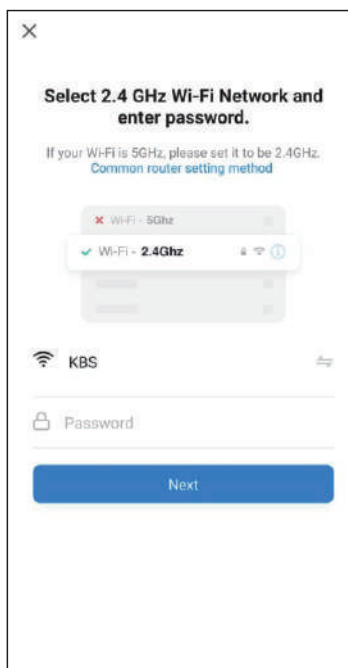 Select 2.4 GHz Wi-Fi Network and
enter password.
If your Wi-Fi is 5GHz, please set it to be 2.4GHz.
Common router setting method
Wi-Fi - 5Ghz
Wi-Fi - 2.4Ghz
KBS
Password
Next